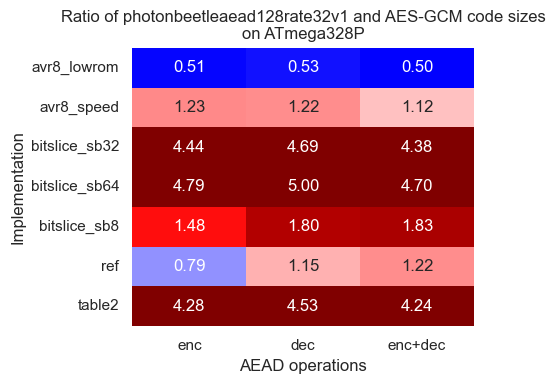 Ratio of photonbeetleaead128rate32v1 and AES-GCM code sizes
on ATmega328P
Implementation
avr8_lowrom 0.51 0.53 0.50
avr8_speed 1.23 1.22 1.12
bitslice_sb32 4.44 4.69 4.38
bitslice_sb64 4.79 5.00 4.70
bitslice_sb8 1.48 1.80 1.83
ref 0.79 1.15 1.22
table2 4.28 4.53 4.24
enc dec enc+dec
AEAD operations